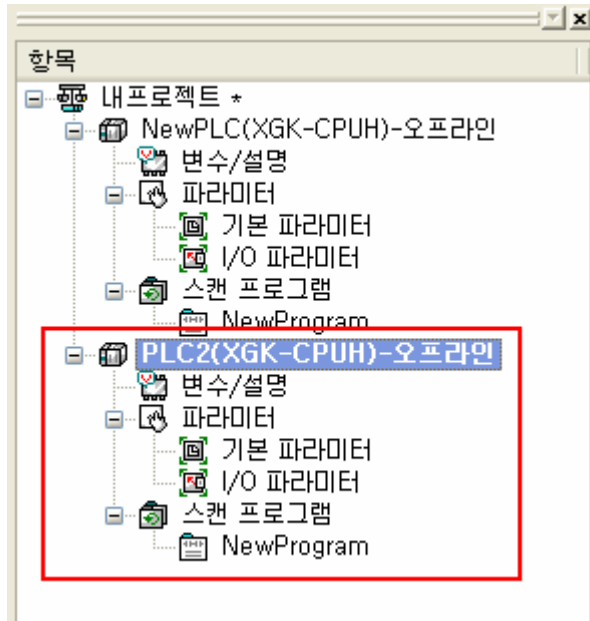 항목
내프로젝트 *
NewPLC(XGK-CPUH)-오프라인
변수/설명
파라미터
기본 파라미터
I/O 파라미터
스캔 프로그램
NewProgram
PLC2(XGK-CPUH)-오프라인
변수/설명
파라미터
기본 파라미터
I/O 파라미터
스캔 프로그램
NewProgram